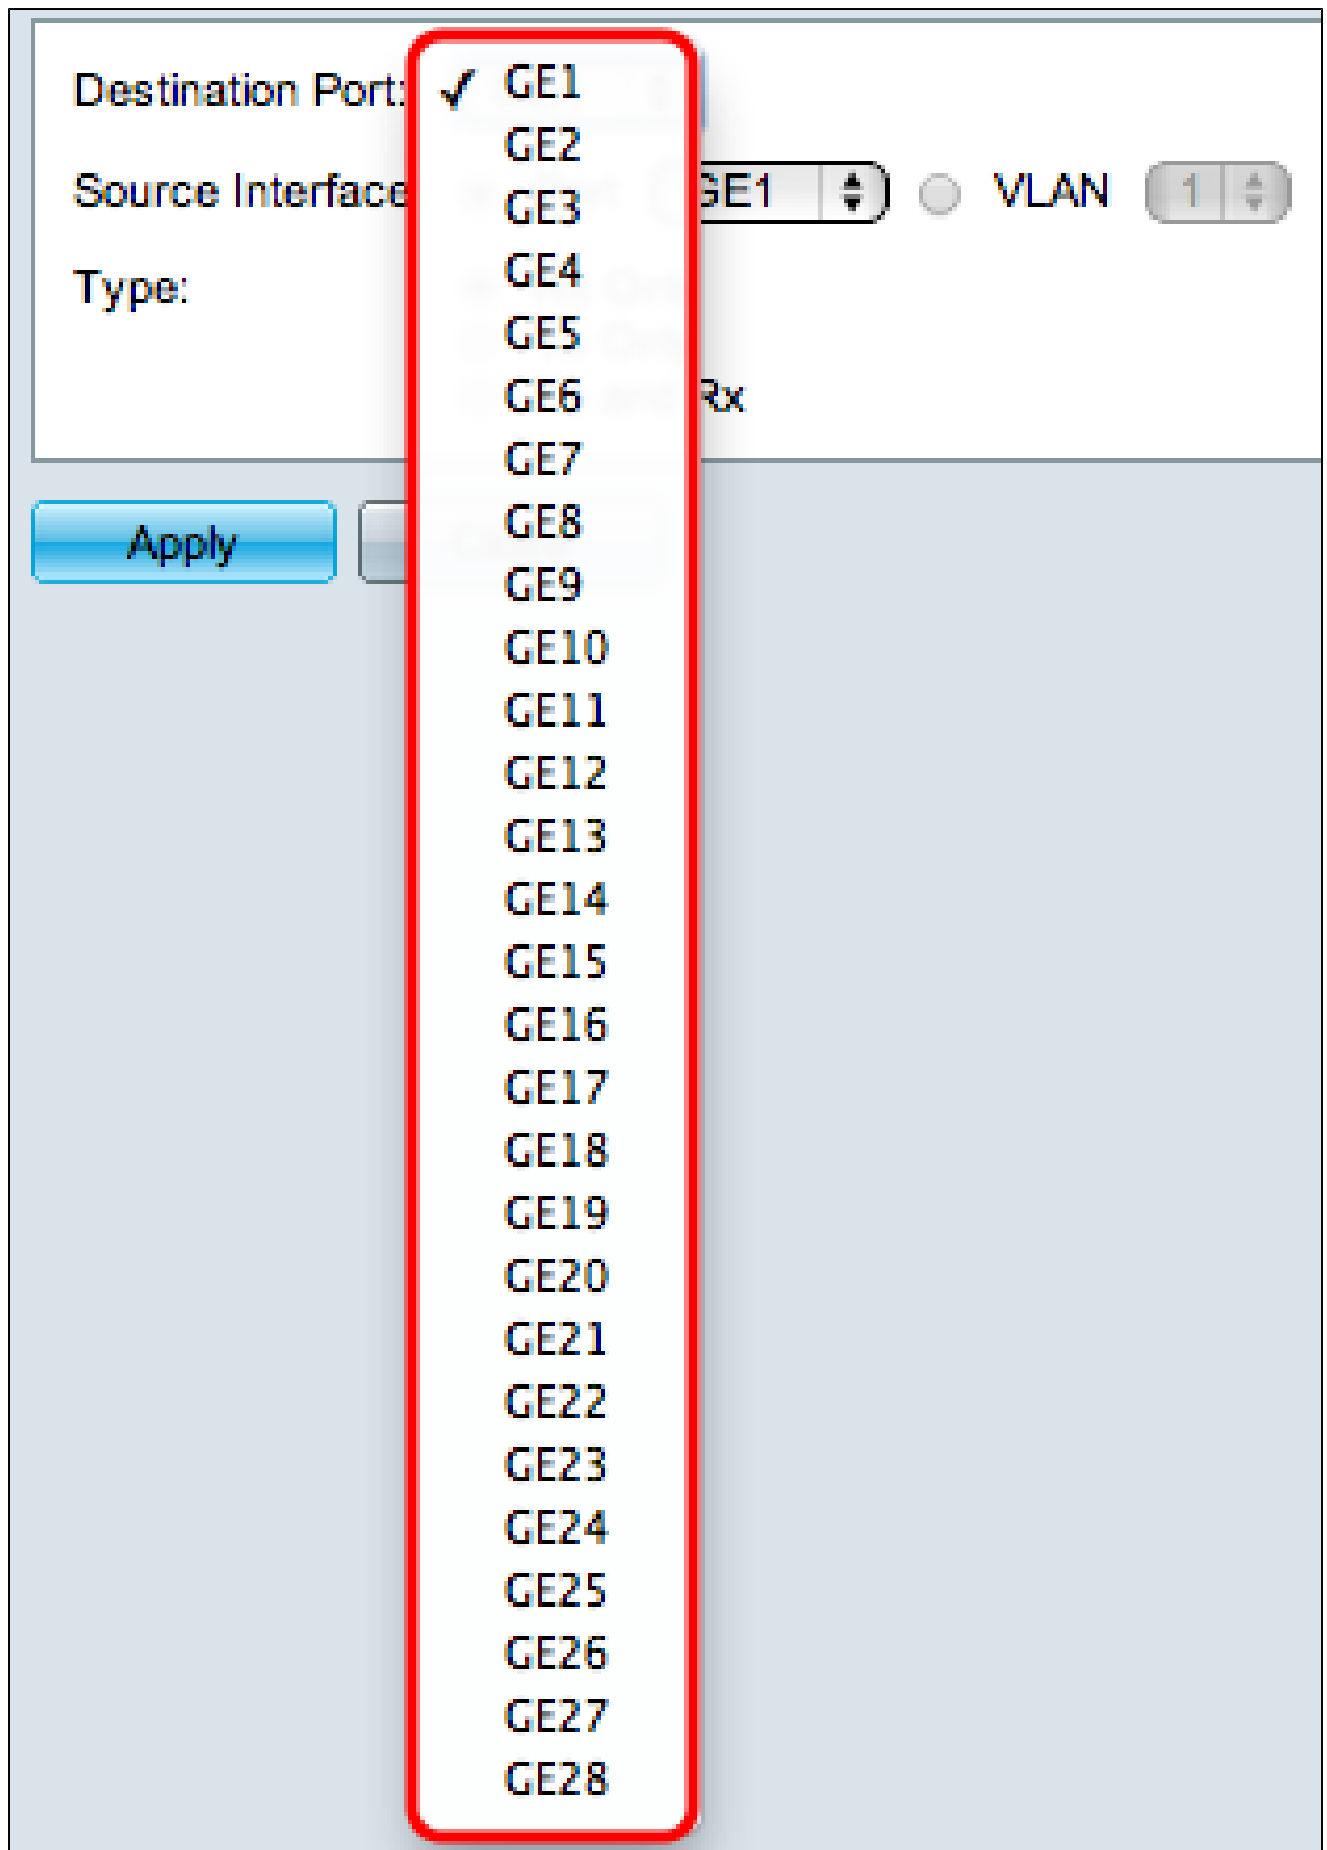 Destination Port: ✓ GE1
GE2
Source Interface GE3 GE1 VLAN 1
Type: GE4
GE5
GE6 and Rx
GE7
Apply GE8
GE9
GE10
GE11
GE12
GE13
GE14
GE15
GE16
GE17
GE18
GE19
GE20
GE21
GE22
GE23
GE24
GE25
GE26
GE27
GE28